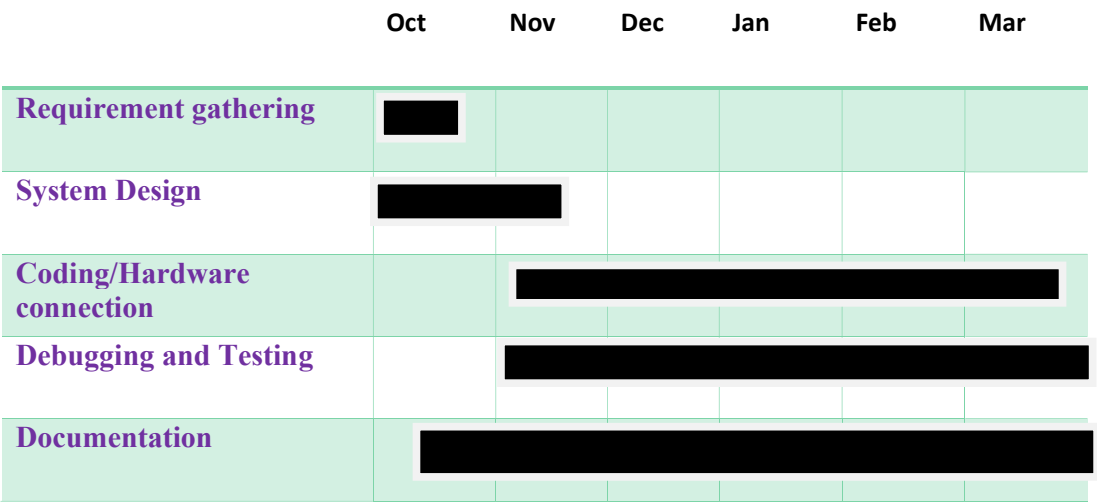 Oct Nov Dec Jan Feb Mar
Requirement gathering
System Design
Coding/Hardware
connection
Debugging and Testing
Documentation